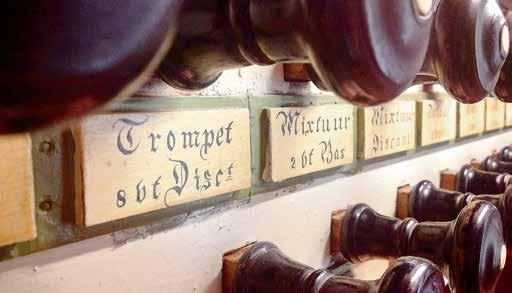 Trompet
8 vt Disct
Mixtuur
2 vt Bas
Mixtuur
Discant